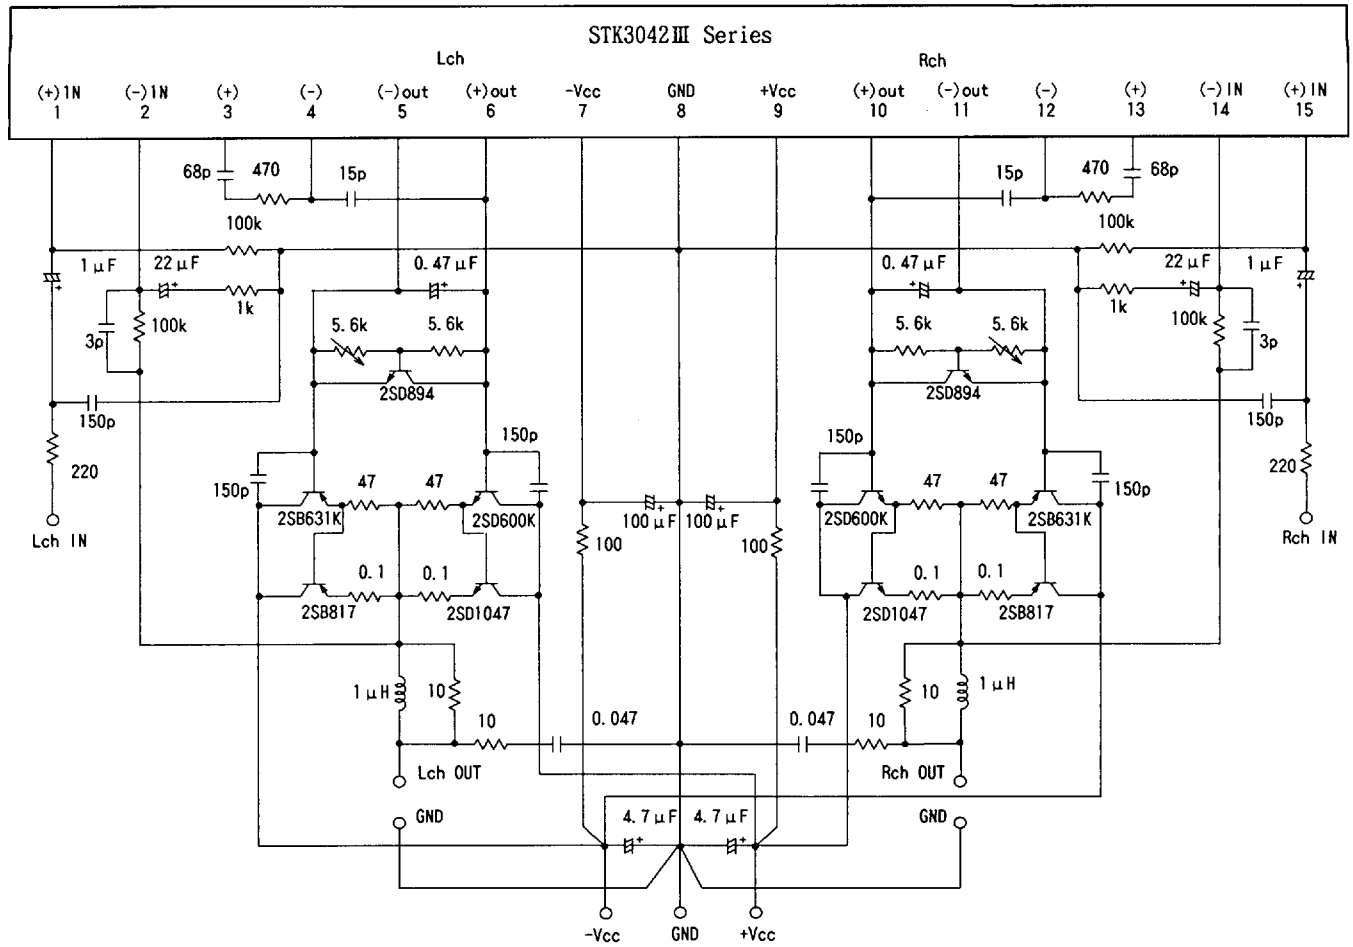 STK3042Ⅲ Series
Lch Rch
(+)IN (-)IN (+) (-) (-)out (+)out -Vcc GND +Vcc (+)out (-)out (-) (+) (-)IN (+)IN
1 2 3 4 5 6 7 8 9 10 11 12 13 14 15
68p 470 15p 15p 470 68p
100k 100k
1μF 22μF 0.47μF 0.47μF 22μF 1μF
1k 1k
3p 100k 5.6k 5.6k 5.6k 5.6k 100k 3p
2SD894 2SD894
150p 150p
150p 150p
220 150p 47 47 47 47 150p 220
2SB631K 2SD600K 100μF 100μF 2SD600K 2SB631K
Lch IN 100 100 Rch IN
0.1 0.1 0.1 0.1
2SB817 2SD1047 2SD1047 2SB817
1μH 10 10 1μH
10 0.047 0.047 10
Lch OUT Rch OUT
GND 4.7μF 4.7μF GND
-Vcc GND +Vcc